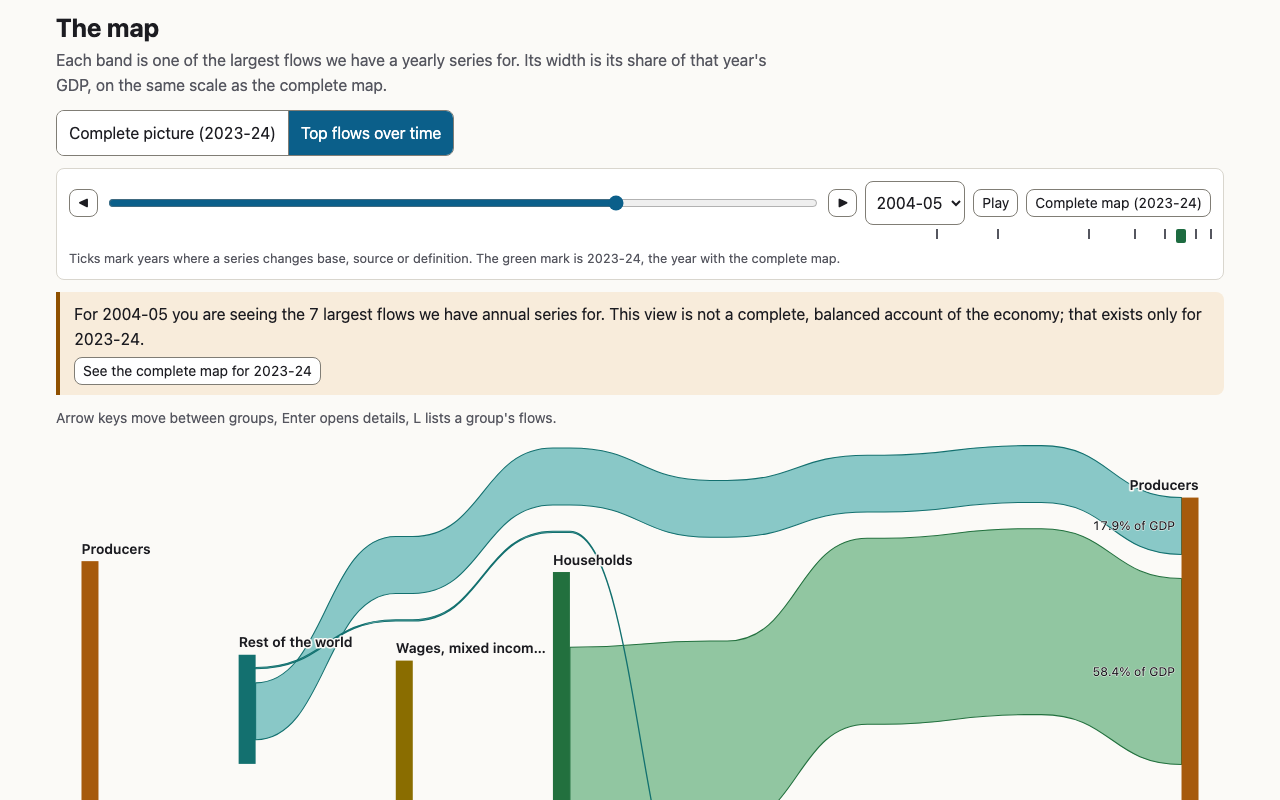 The map
Each band is one of the largest flows we have a yearly series for. Its width is its share of that year's
GDP, on the same scale as the complete map.
Complete picture (2023-24) Top flows over time
◄ ► 2004-05 Play Complete map (2023-24)
Ticks mark years where a series changes base, source or definition. The green mark is 2023-24, the year with the complete map.
For 2004-05 you are seeing the 7 largest flows we have annual series for. This view is not a complete, balanced account of the economy; that exists only for
2023-24.
See the complete map for 2023-24
Arrow keys move between groups, Enter opens details, L lists a group's flows.
Producers
17.9% of GDP
Producers
Households
Rest of the world
Wages, mixed incom...
58.4% of GDP